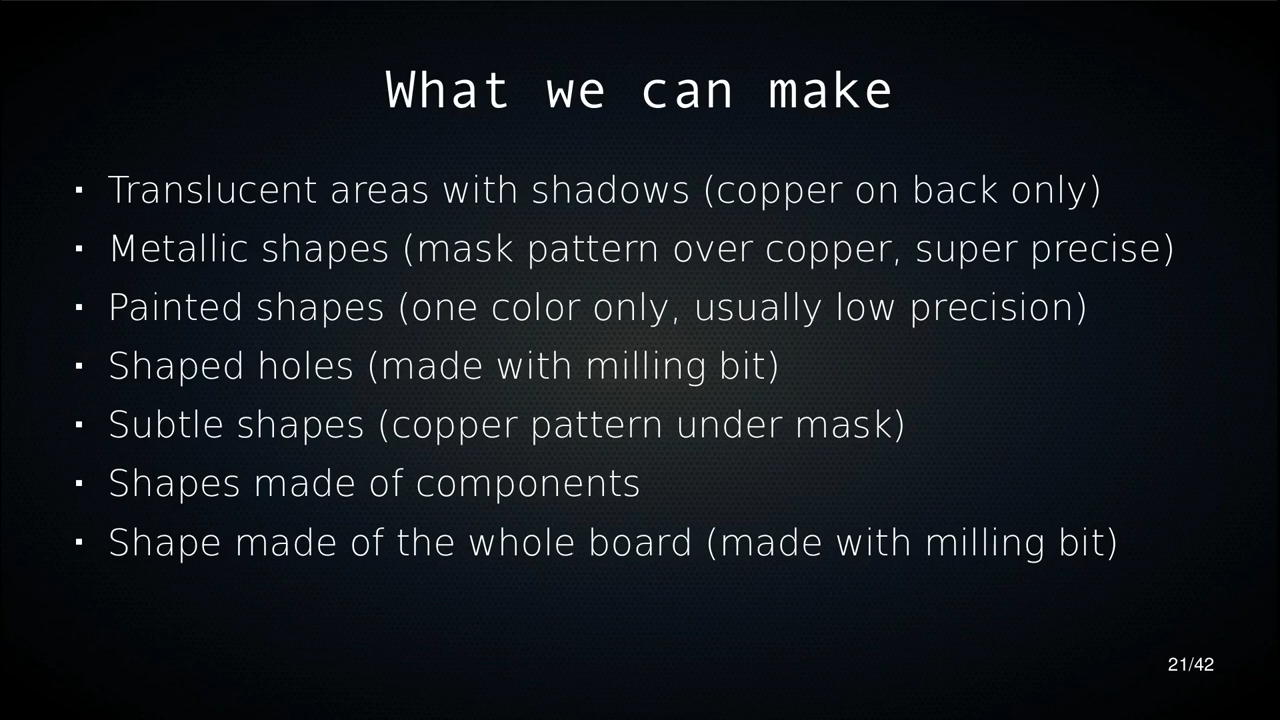 What we can make
▪ Translucent areas with shadows (copper on back only)
▪ Metallic shapes (mask pattern over copper, super precise)
▪ Painted shapes (one color only, usually low precision)
▪ Shaped holes (made with milling bit)
▪ Subtle shapes (copper pattern under mask)
▪ Shapes made of components
▪ Shape made of the whole board (made with milling bit)
21/42